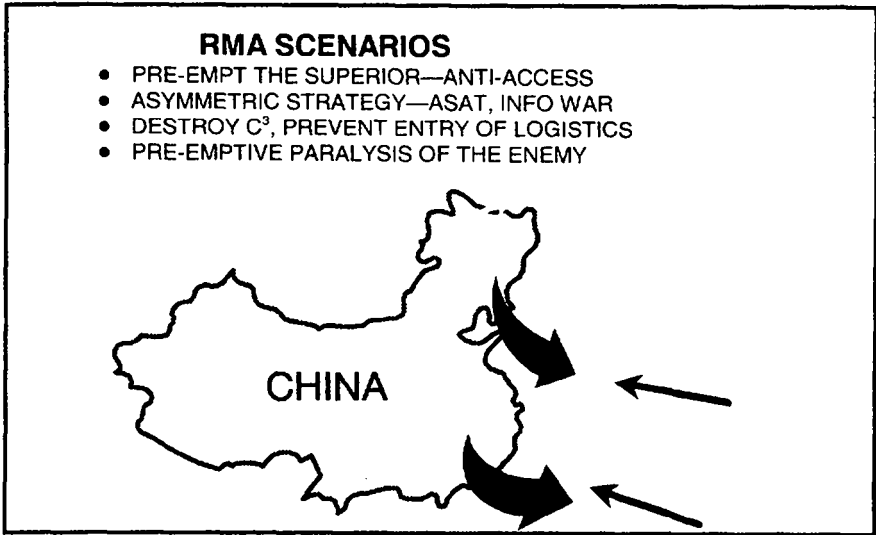 RMA SCENARIOS
• PRE-EMPT THE SUPERIOR—ANTI-ACCESS
• ASYMMETRIC STRATEGY—ASAT, INFO WAR
• DESTROY C³, PREVENT ENTRY OF LOGISTICS
• PRE-EMPTIVE PARALYSIS OF THE ENEMY
CHINA